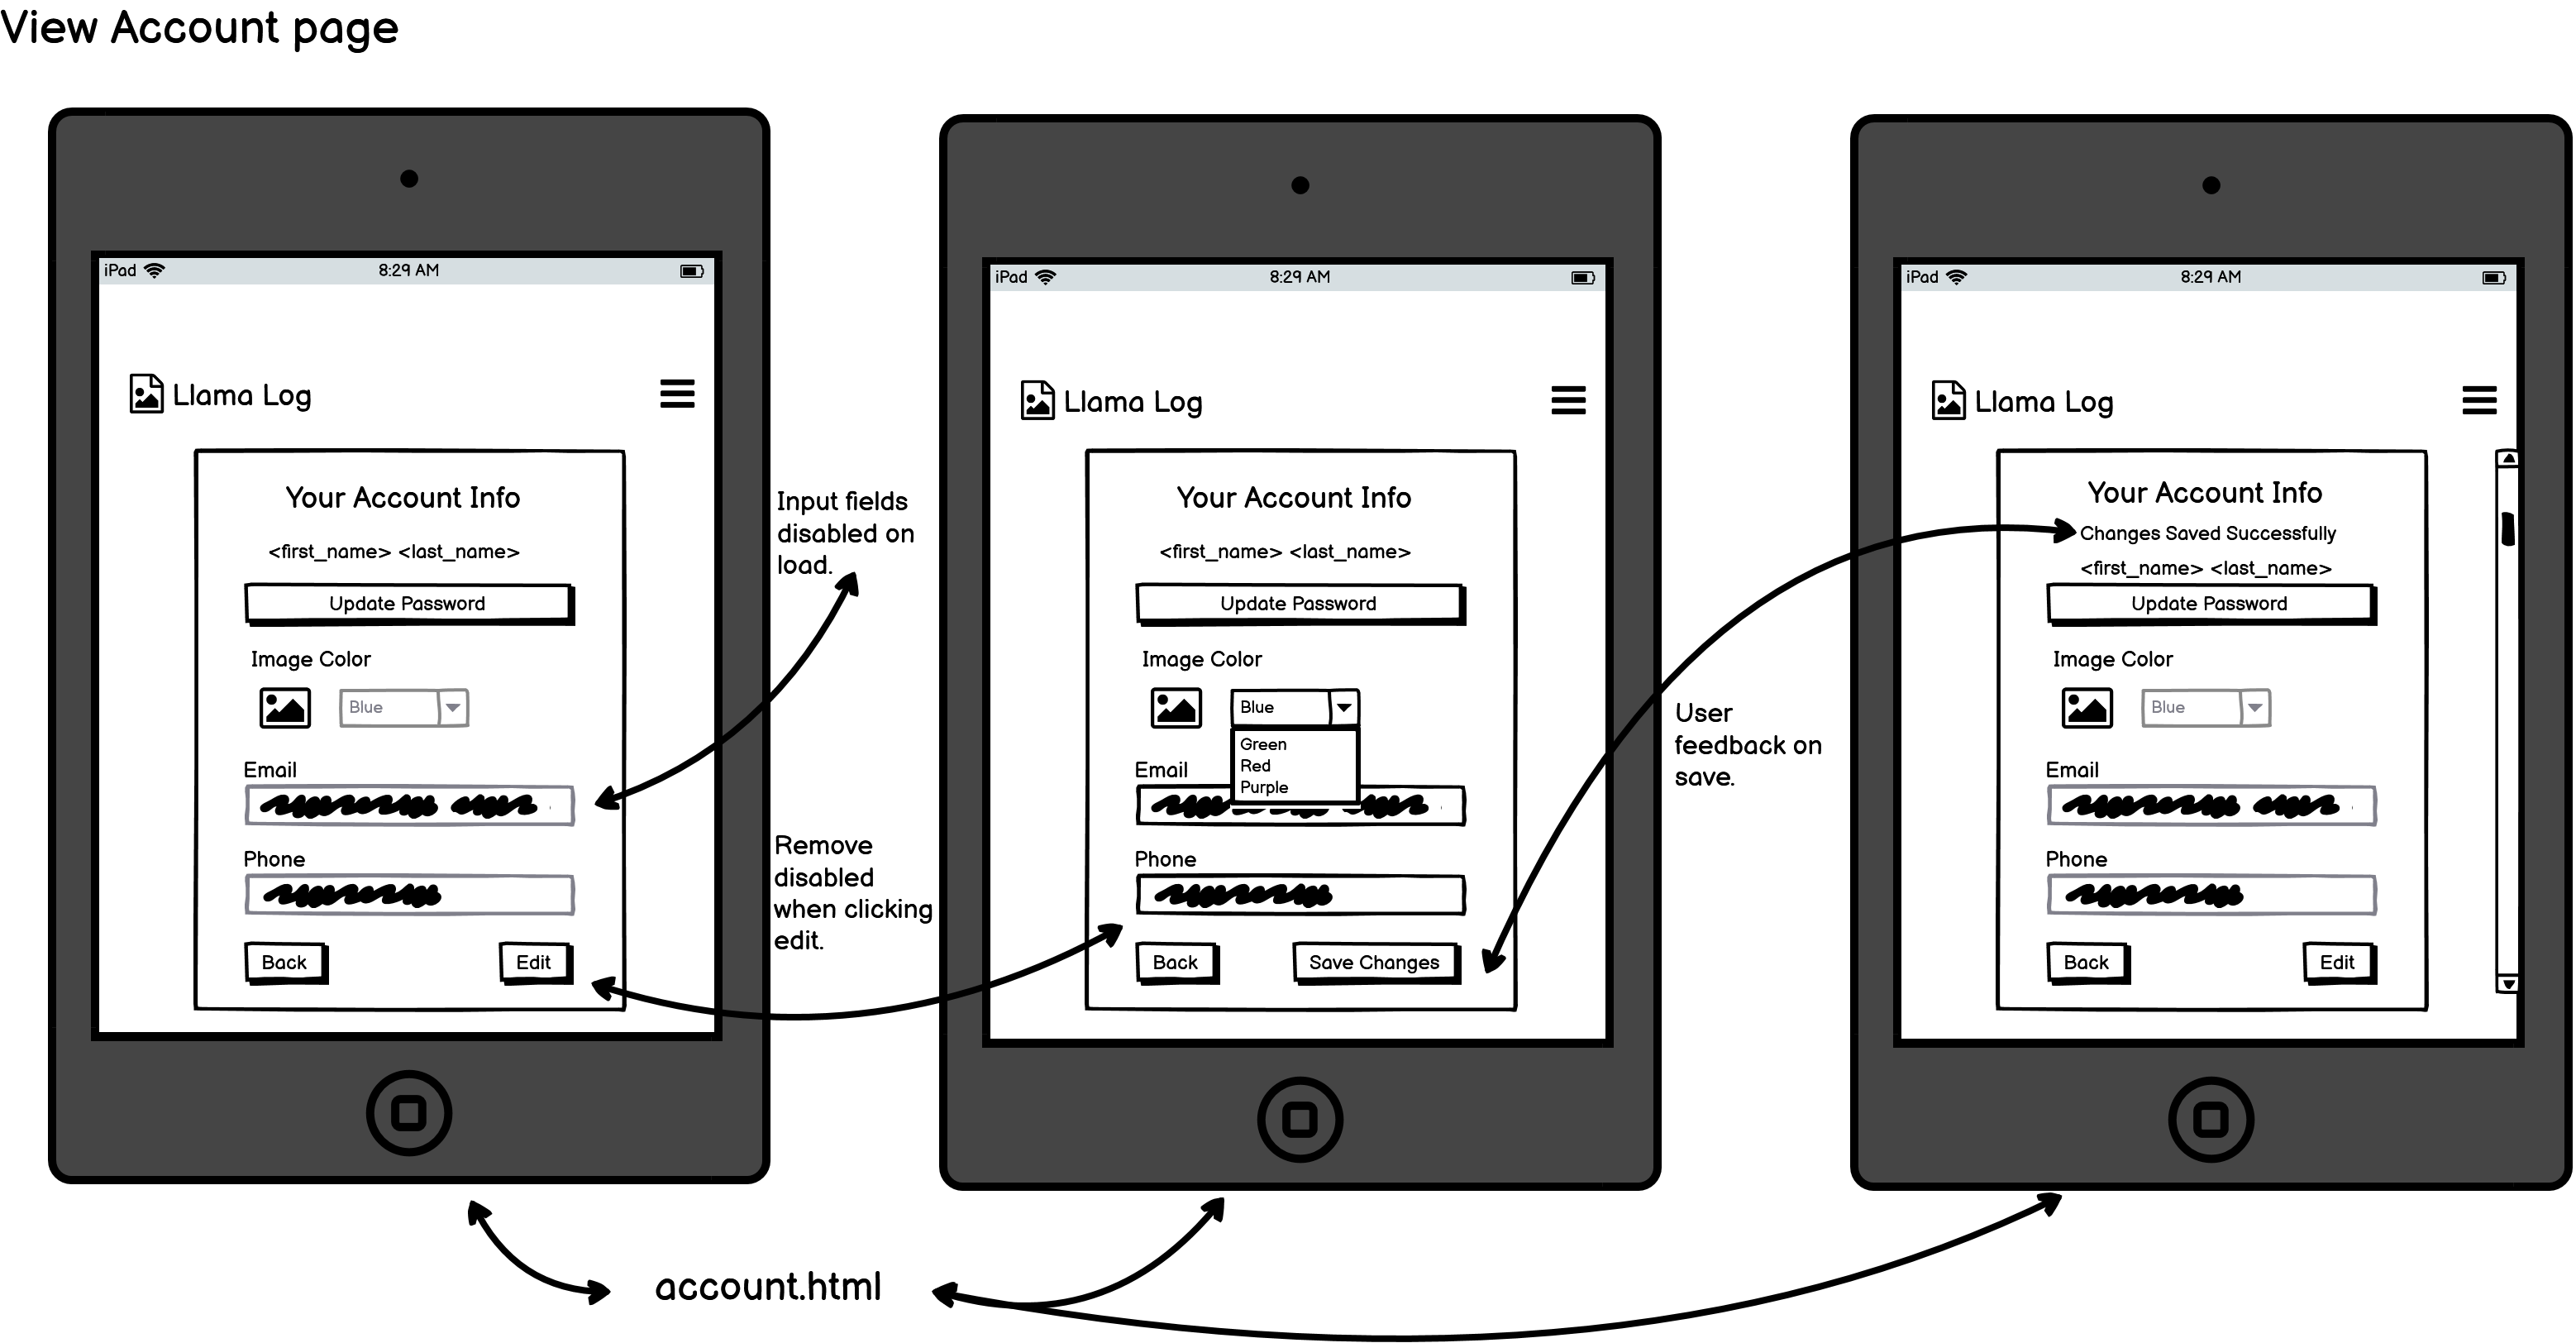 View Account page
iPad 8:29 AM
Llama Log
Your Account Info
<first_name> <last_name>
Update Password
Image Color
Blue
Email
Phone
Back Edit
Input fields
disabled on
load.
Remove
disabled
when clicking
edit.
iPad 8:29 AM
Llama Log
Your Account Info
<first_name> <last_name>
Update Password
Image Color
Blue
Green
Red
Purple
Email
Phone
Back Save Changes
User
feedback on
save.
iPad 8:29 AM
Llama Log
Your Account Info
Changes Saved Successfully
<first_name> <last_name>
Update Password
Image Color
Blue
Email
Phone
Back Edit
account.html